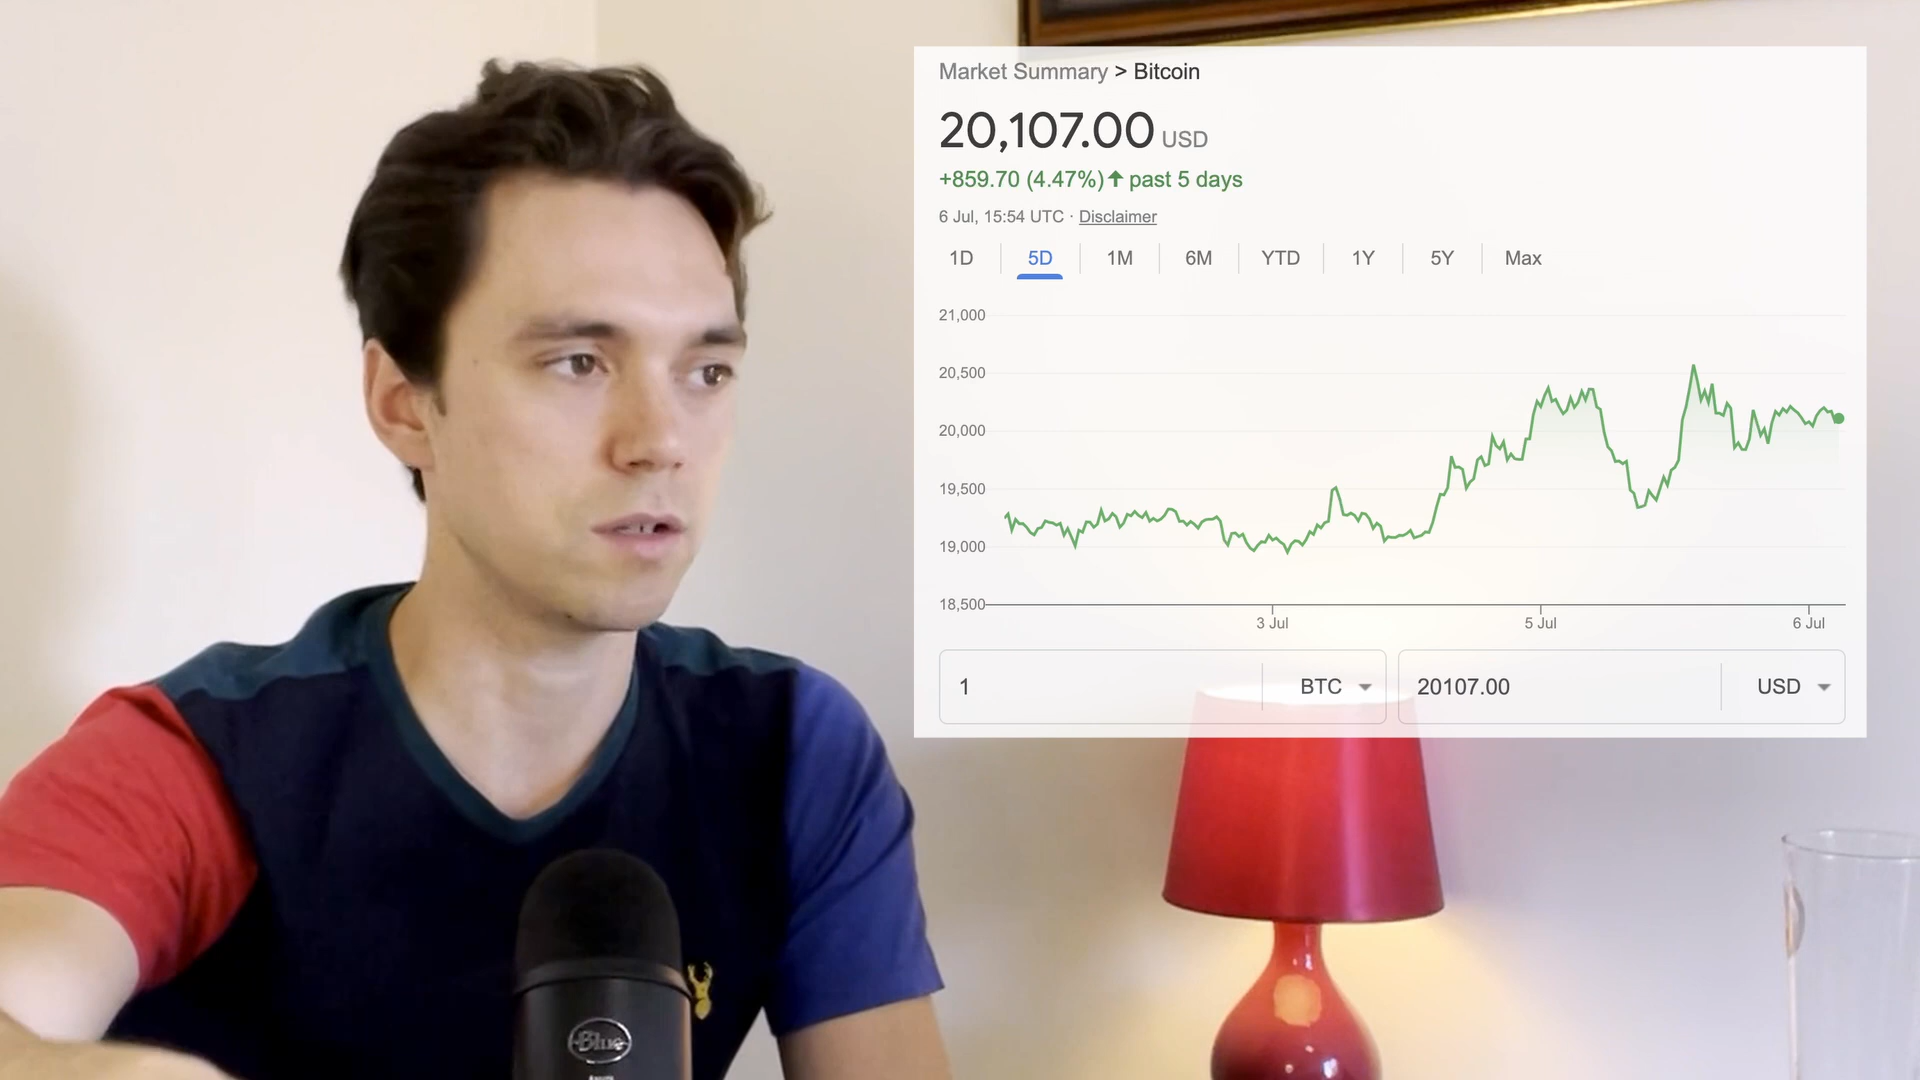 Market Summary > Bitcoin
20,107.00 USD
+859.70 (4.47%) past 5 days
6 Jul, 15:54 UTC · Disclaimer
1D 5D 1M 6M YTD 1Y 5Y Max
21,000
20,500
20,000
19,500
19,000
18,500
3 Jul 5 Jul 6 Jul
1 BTC 20107.00 USD
Blue